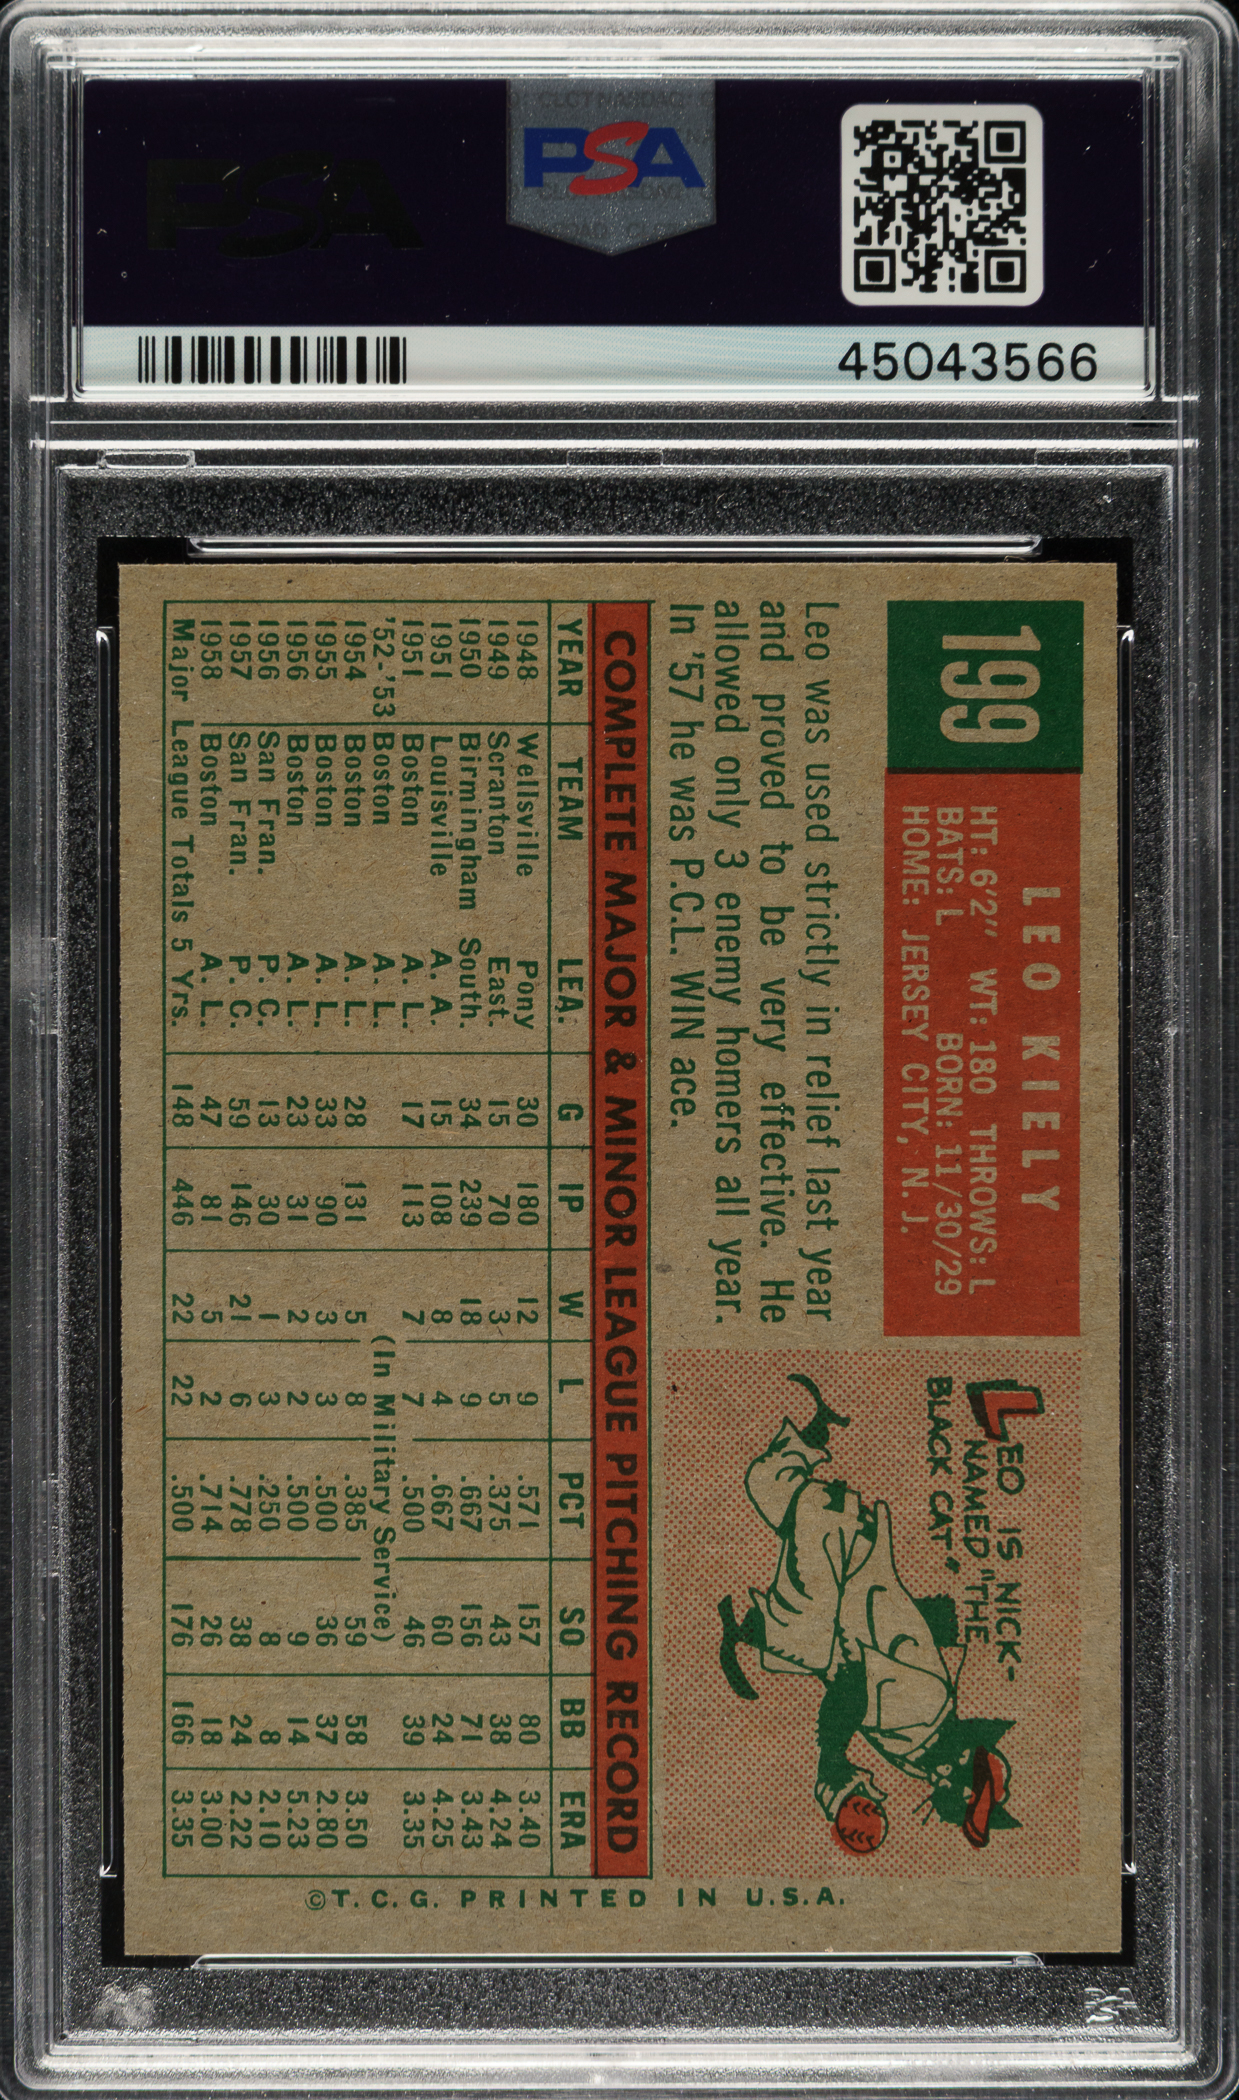 PSA
PSA
45043566
199
LEO KIELY
HT: 6'2" WT: 180 THROWS: L
BATS: L BORN: 11/30/29
HOME: JERSEY CITY, N. J.
Leo was used strictly in relief last year
and proved to be very effective. He
allowed only 3 enemy homers all year.
In '57 he was P.C.L. WIN ace.
LEO IS NICK-
NAMED "THE
BLACK CAT"
COMPLETE MAJOR & MINOR LEAGUE PITCHING RECORD
YEAR TEAM LEA. G IP W L PCT SO BB ERA
1948 Wellsville Pony 30 180 12 9 .571 157 80 3.40
1949 Scranton East. 15 70 3 5 .375 43 38 4.24
1950 Birmingham South. 34 239 18 9 .667 156 71 3.43
1951 Louisville A. A. 15 108 8 4 .667 60 24 4.25
1951 Boston A. L. 17 113 7 7 .500 46 39 3.35
'52-'53 Boston A. L. (In Military Service)
1954 Boston A. L. 28 131 5 8 .385 59 58 3.50
1955 Boston A. L. 33 90 3 3 .500 36 37 2.80
1956 Boston A. L. 23 31 2 2 .500 9 14 5.23
1956 San Fran. P. C. 13 30 1 3 .250 8 8 2.10
1957 San Fran. P. C. 59 146 21 6 .778 38 24 2.22
1958 Boston A. L. 47 81 5 2 .714 26 18 3.00
Major League Totals 5 Yrs. 148 446 22 22 .500 176 166 3.35
©T. C. G. PRINTED IN U.S.A.